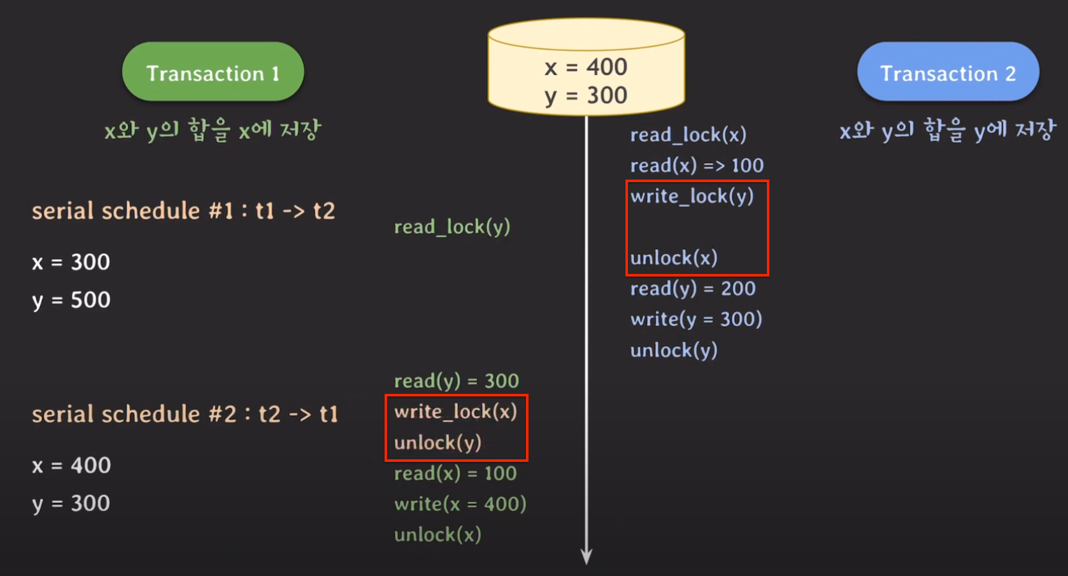 Transaction 1
x와 y의 합을 x에 저장
x = 400
y = 300
Transaction 2
x와 y의 합을 y에 저장
serial schedule #1 : t1 -> t2
x = 300
y = 500
serial schedule #2 : t2 -> t1
x = 400
y = 300
read_lock(x)
read(x) => 100
write_lock(y)
read_lock(y)
unlock(x)
read(y) = 200
write(y = 300)
unlock(y)
read(y) = 300
write_lock(x)
unlock(y)
read(x) = 100
write(x = 400)
unlock(x)